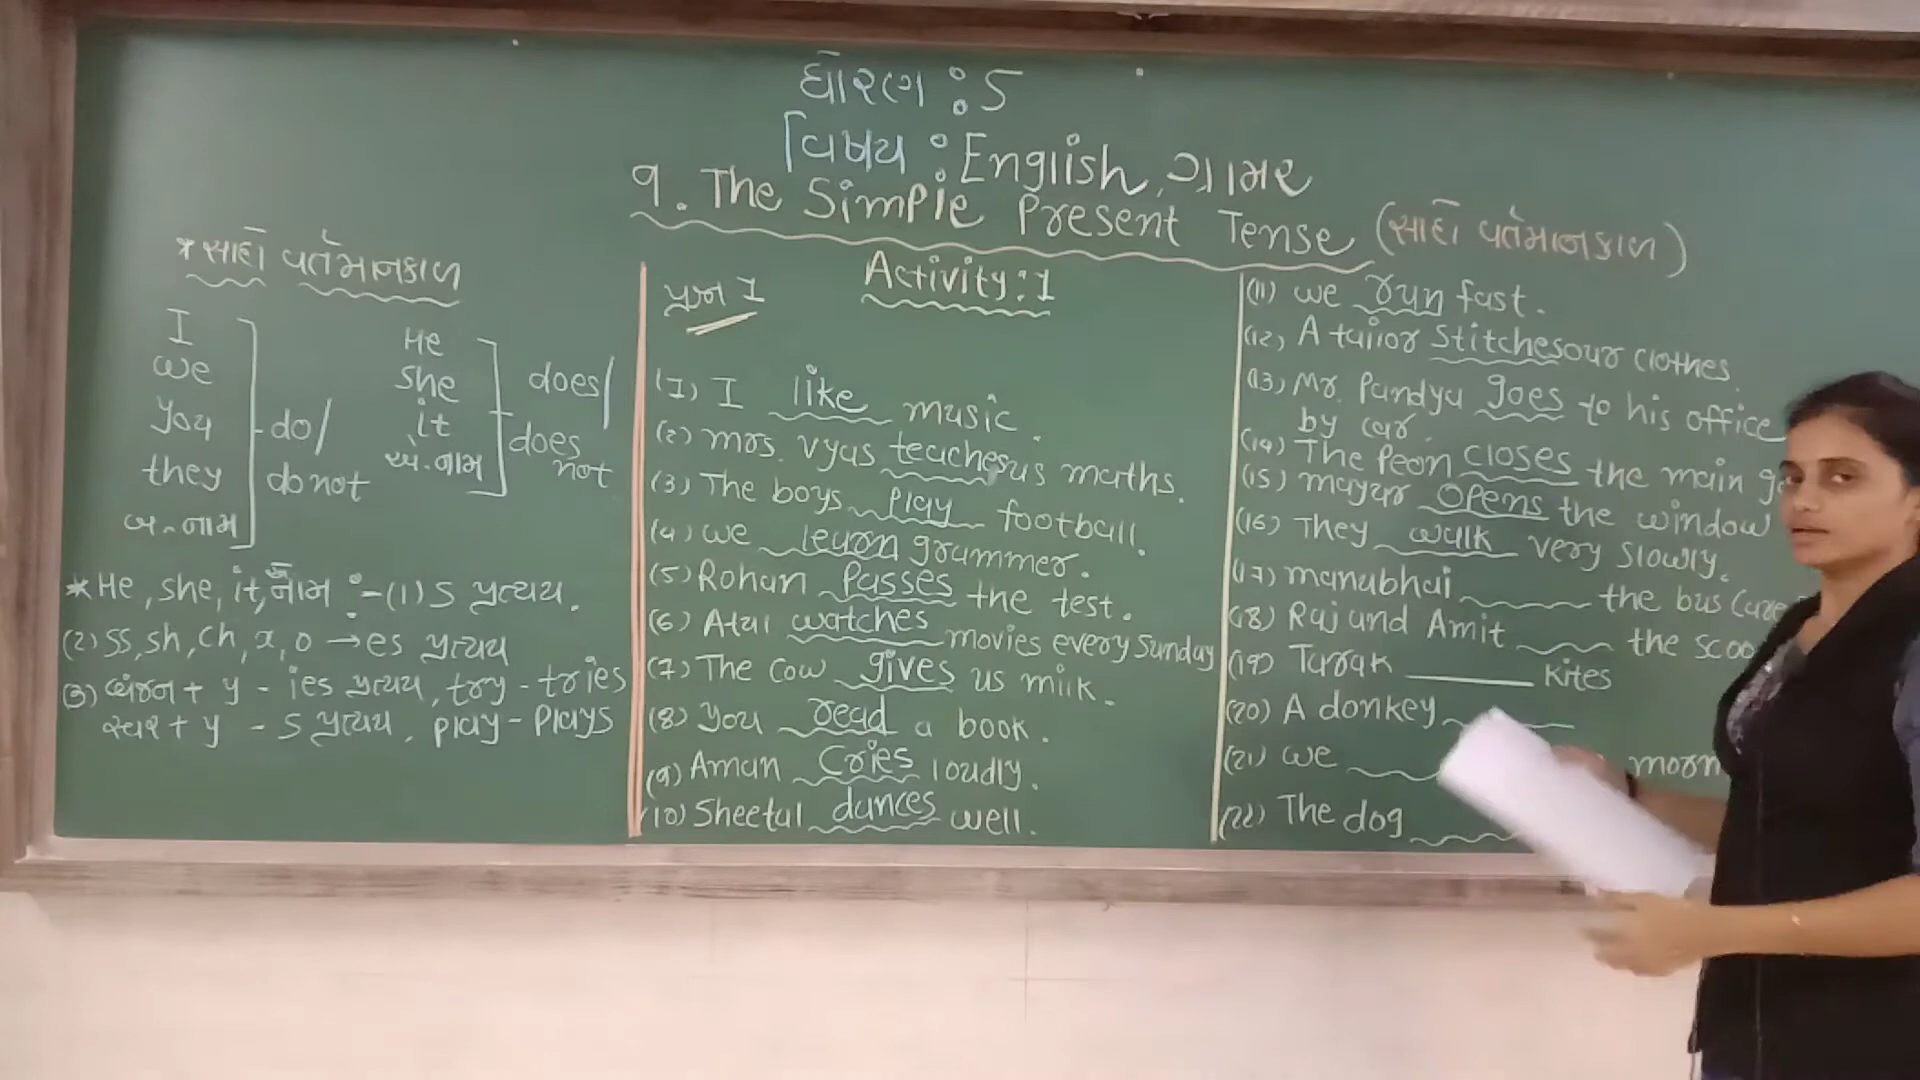 ધોરણ : 5
વિષય : English, ગ્રામર
૧. The Simple Present Tense (સાદો વર્તમાનકાળ)
* સાદો વર્તમાનકાળ
I
we
you
they
બ.નામ
do/
do not
He
she
it
એ.નામ
does/
does not
* He, she, it, એ.નામ :- (1) s પ્રત્યય.
(2) ss, sh, ch, x, o → es પ્રત્યય
(3) વ્યંજન + y - ies પ્રત્યય, try - tries
સ્વર + y - s પ્રત્યય, play - Plays
Activity : 1
પ્રશ્ન 1
(1) I like music.
(2) mrs. vyas teaches us maths.
(3) The boys play football.
(4) we learn grammer.
(5) Rohan Passes the test.
(6) Atul watches movies every Sunday
(7) The cow gives us milk.
(8) You read a book.
(9) Aman Cries loudly.
(10) Sheetal dances well.
(11) we run fast.
(12) A tailor Stitches our clothes.
(13) Mr. Pandya goes to his office
by car.
(14) The Peon closes the main
(15) mayur opens the window
(16) They walk very slowly.
(17) manubhai ______ the bus
(18) Raj and Amit ______ the
(19) Tarak ______ Kites
(20) A donkey ______
(21) we ______
(22) The dog ______